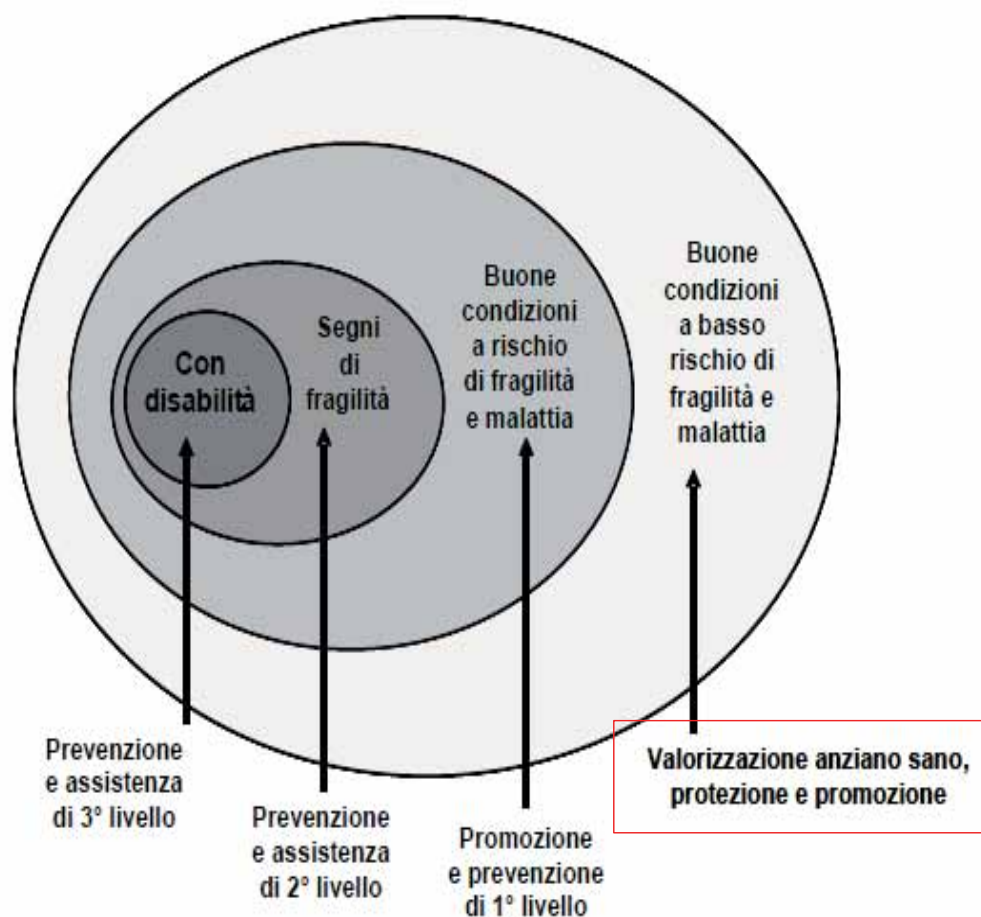 Con
disabilità
Segni
di
fragilità
Buone
condizioni
a rischio
di fragilità
e malattia
Buone
condizioni
a basso
rischio di
fragilità e
malattia
Prevenzione
e assistenza
di 3° livello
Prevenzione
e assistenza
di 2° livello
Promozione
e prevenzione
di 1° livello
Valorizzazione anziano sano,
protezione e promozione